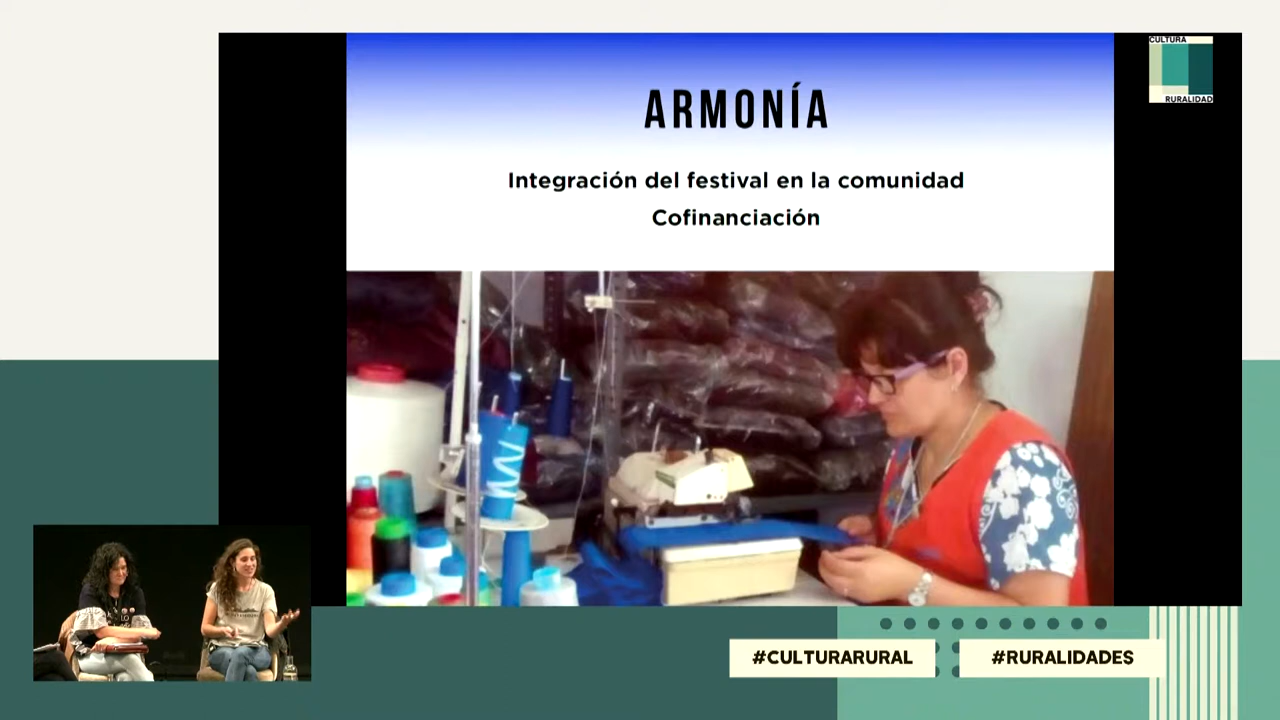 CULTURA
RURALIDAD
ARMONÍA
Integración del festival en la comunidad
Cofinanciación
#CULTURARURAL
#RURALIDADES